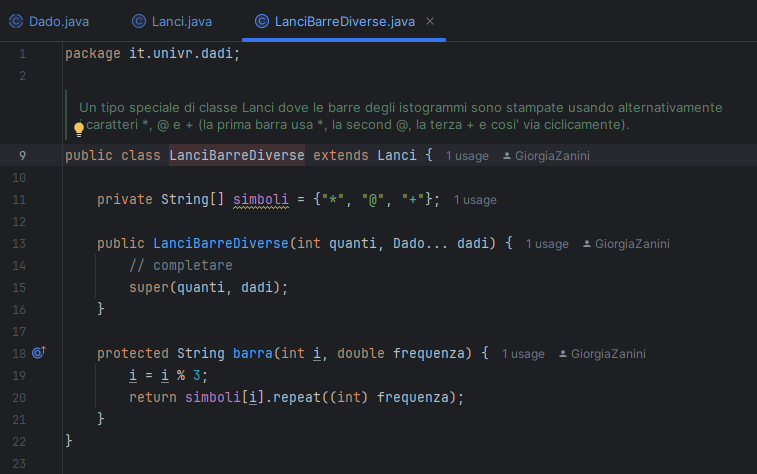 Dado.java Lanci.java LanciBarreDiverse.java
1 package it.univr.dadi;
2
Un tipo speciale di classe Lanci dove le barre degli istogrammi sono stampate usando alternativamente
i caratteri *, @ e + (la prima barra usa *, la second @, la terza + e cosi' via ciclicamente).
9 public class LanciBarreDiverse extends Lanci { 1 usage GiorgiaZanini
10
11 private String[] simboli = {"*", "@", "+"}; 1 usage
12
13 public LanciBarreDiverse(int quanti, Dado... dadi) { 1 usage GiorgiaZanini
14 // completare
15 super(quanti, dadi);
16 }
17
18 protected String barra(int i, double frequenza) { 1 usage GiorgiaZanini
19 i = i % 3;
20 return simboli[i].repeat((int) frequenza);
21 }
22 }
23